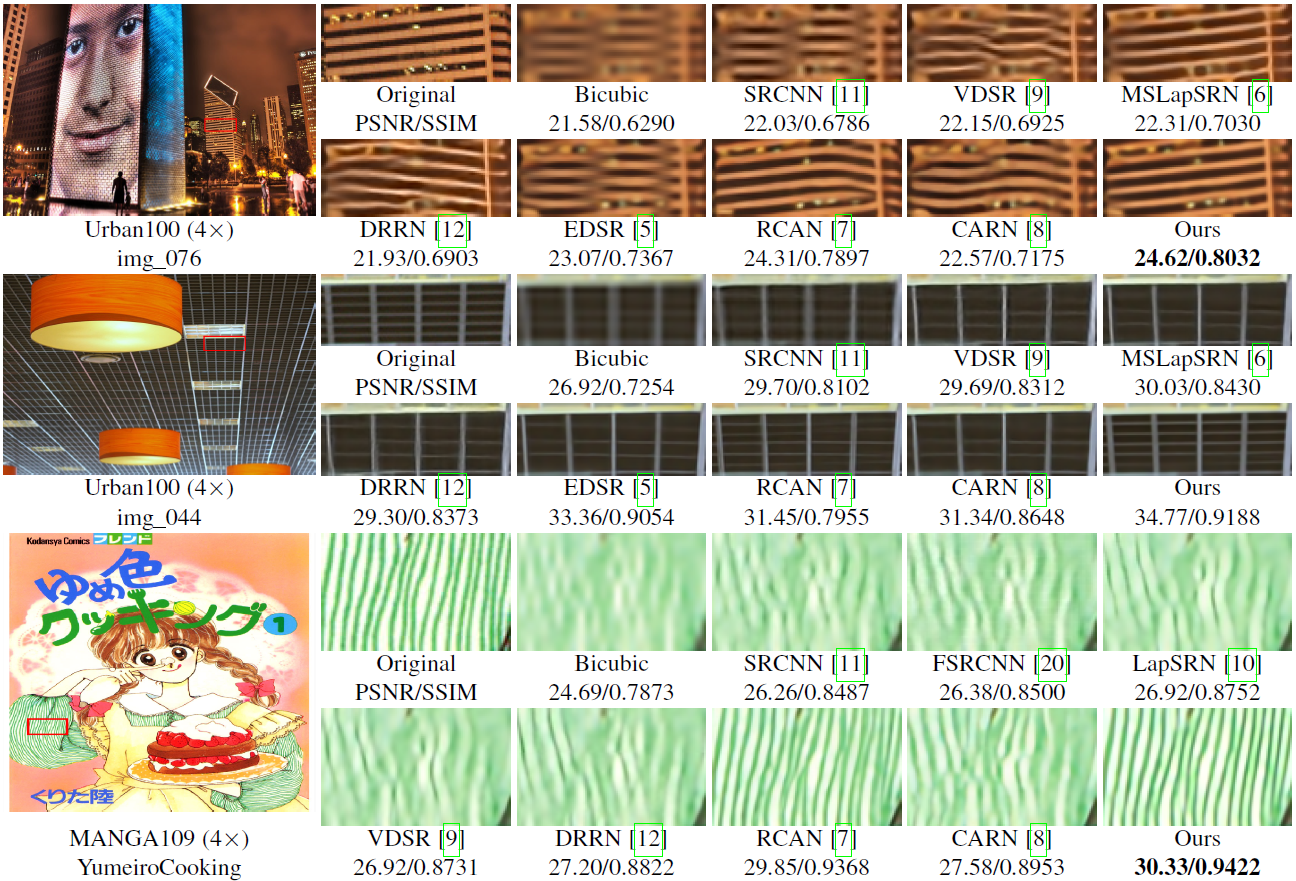 Original Bicubic SRCNN [11] VDSR [9] MSLapSRN [6]
PSNR/SSIM 21.58/0.6290 22.03/0.6786 22.15/0.6925 22.31/0.7030
Urban100 (4×) DRRN [12] EDSR [5] RCAN [7] CARN [8] Ours
img_076 21.93/0.6903 23.07/0.7367 24.31/0.7897 22.57/0.7175 24.62/0.8032
Original Bicubic SRCNN [11] VDSR [9] MSLapSRN [6]
PSNR/SSIM 26.92/0.7254 29.70/0.8102 29.69/0.8312 30.03/0.8430
Urban100 (4×) DRRN [12] EDSR [5] RCAN [7] CARN [8] Ours
img_044 29.30/0.8373 33.36/0.9054 31.45/0.7955 31.34/0.8648 34.77/0.9188
Kodansya Comics フレンド
ゆめ色
クッキング 1
くりた陸
Original Bicubic SRCNN [11] FSRCNN [20] LapSRN [10]
PSNR/SSIM 24.69/0.7873 26.26/0.8487 26.38/0.8500 26.92/0.8752
MANGA109 (4×) VDSR [9] DRRN [12] RCAN [7] CARN [8] Ours
YumeiroCooking 26.92/0.8731 27.20/0.8822 29.85/0.9368 27.58/0.8953 30.33/0.9422